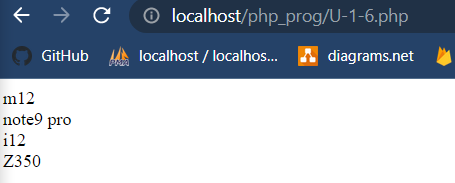 localhost/php_prog/U-1-6.php
GitHub localhost / localhos... diagrams.net
m12
note9 pro
i12
Z350